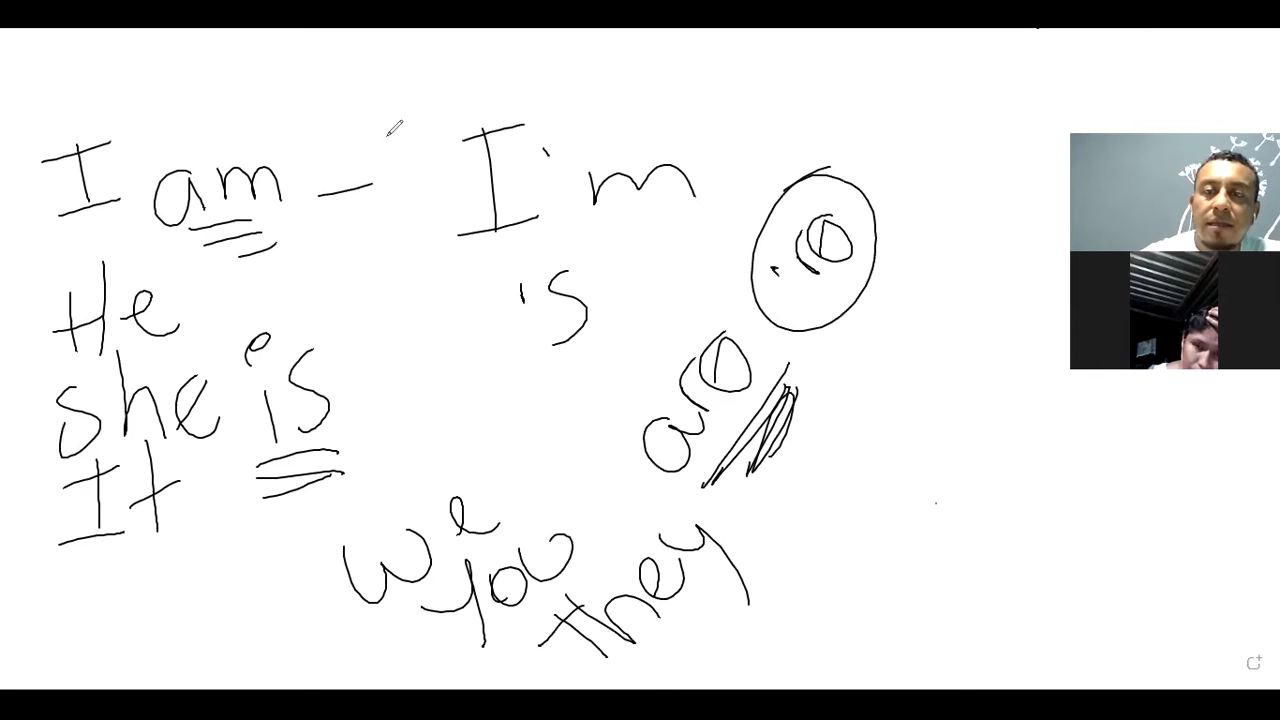 I am – I'm
He
's
she is
It
are
're
we
you
They